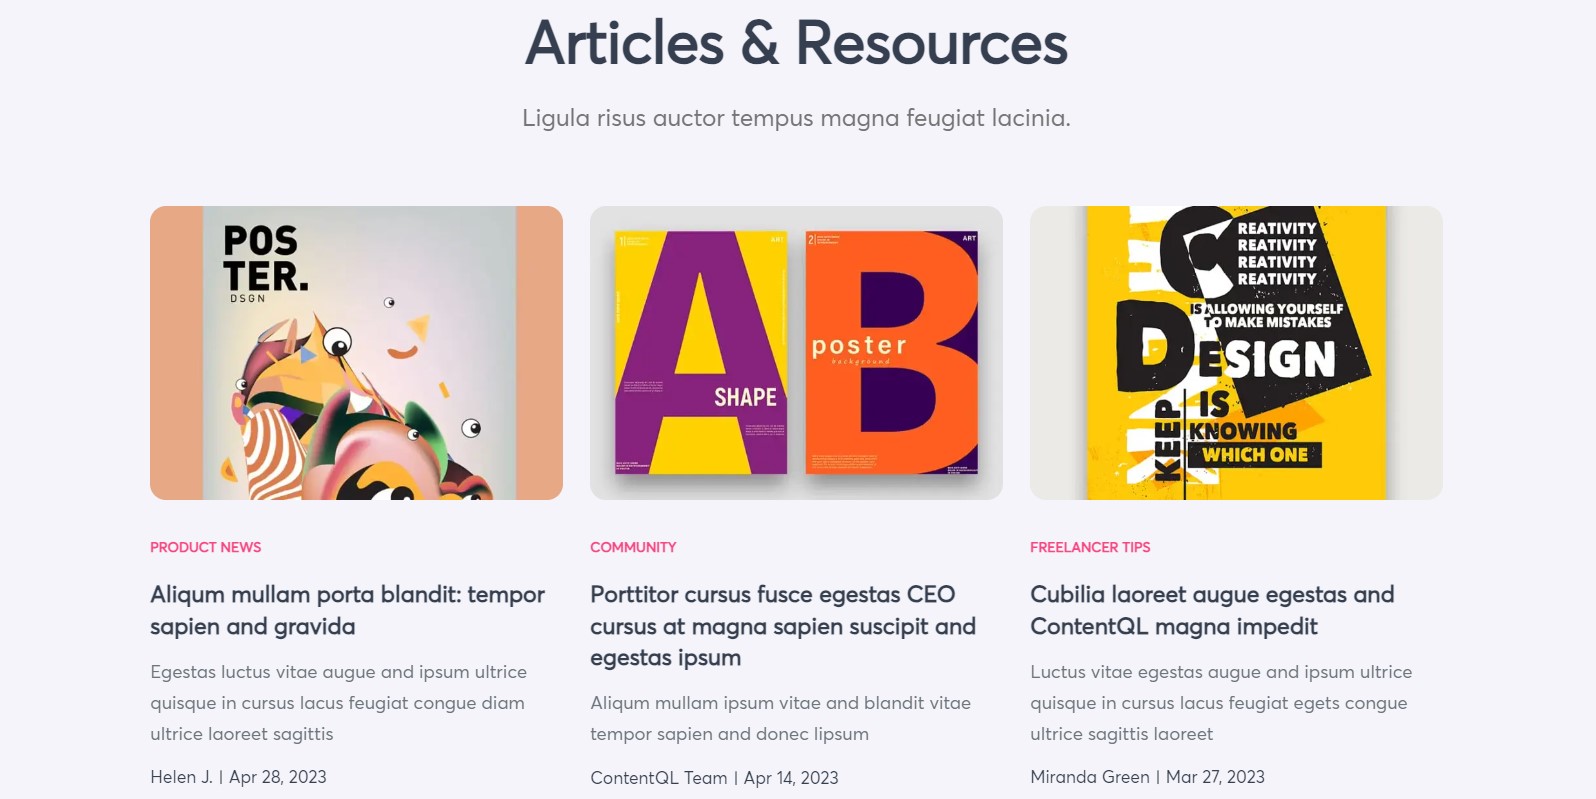 Articles & Resources
Ligula risus auctor tempus magna feugiat lacinia.
POS
TER.
DSGN
ART
SHAPE
2
ART
poster
background
CREATIVITY
REATIVITY
REATIVITY
REATIVITY
IS ALLOWING YOURSELF
TO MAKE MISTAKES
DESIGN
IS
KNOWING
WHICH ONE
KEEP
PRODUCT NEWS
Aliqum mullam porta blandit: tempor
sapien and gravida
Egestas luctus vitae augue and ipsum ultrice
quisque in cursus lacus feugiat congue diam
ultrice laoreet sagittis
Helen J. | Apr 28, 2023
COMMUNITY
Porttitor cursus fusce egestas CEO
cursus at magna sapien suscipit and
egestas ipsum
Aliqum mullam ipsum vitae and blandit vitae
tempor sapien and donec lipsum
ContentQL Team | Apr 14, 2023
FREELANCER TIPS
Cubilia laoreet augue egestas and
ContentQL magna impedit
Luctus vitae egestas augue and ipsum ultrice
quisque in cursus lacus feugiat egets congue
ultrice sagittis laoreet
Miranda Green | Mar 27, 2023